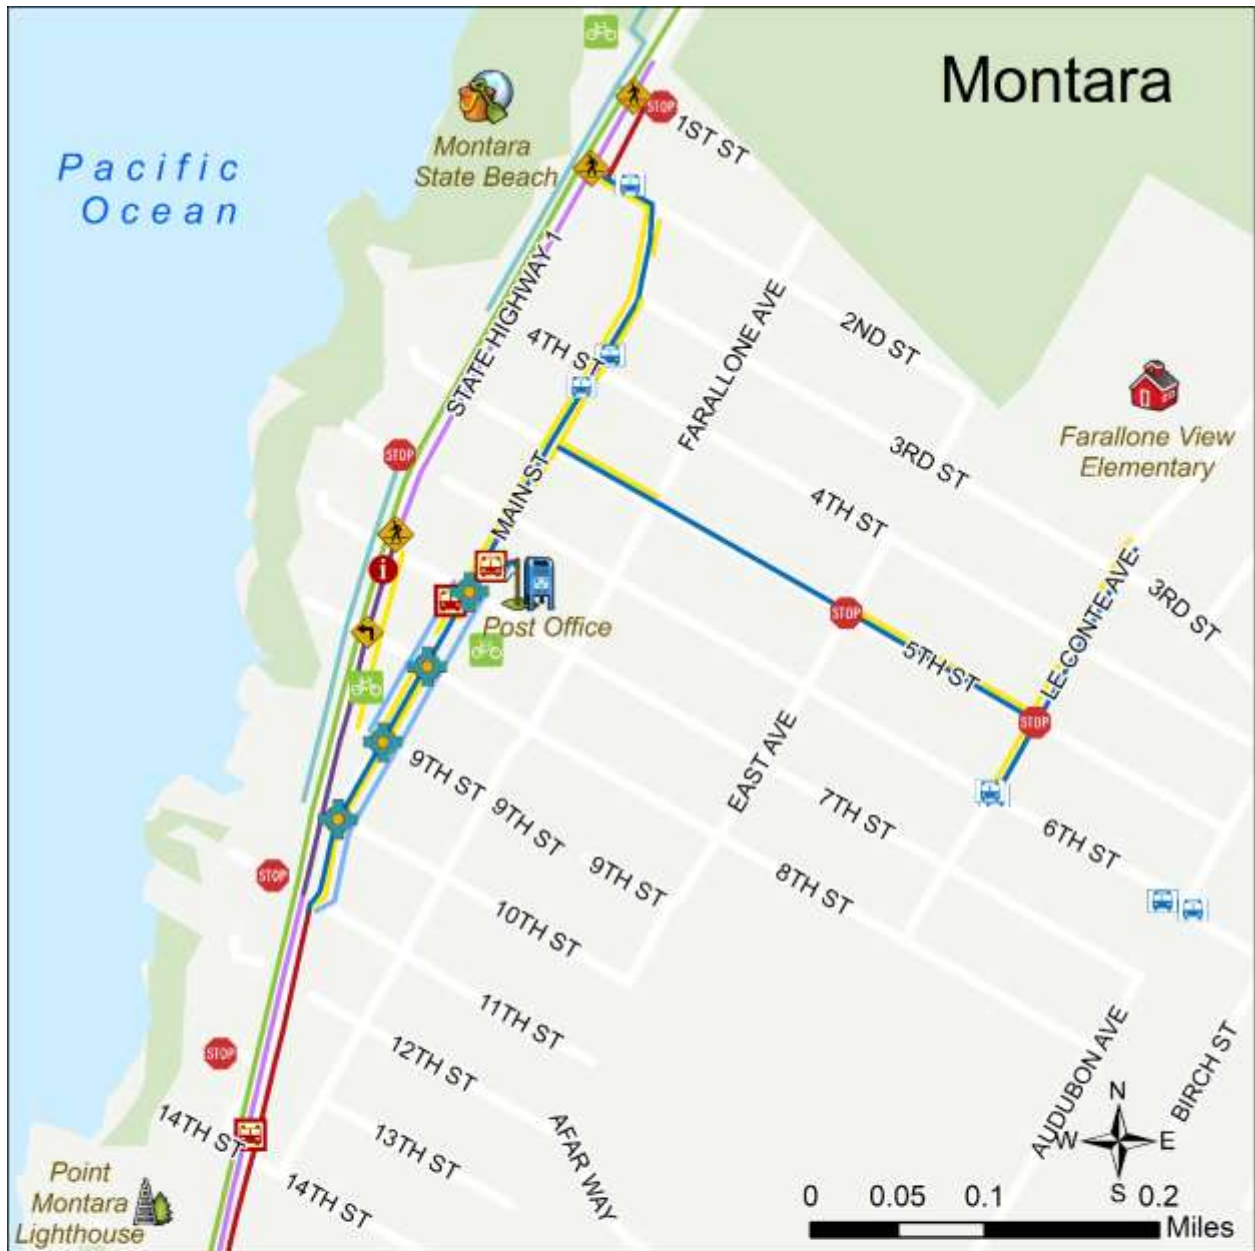 Montara
STOP
1ST ST
Montara
State Beach
Pacific
Ocean
STATE HIGHWAY 1
2ND ST
FARALLONE AVE
4TH ST
Farallone View
Elementary
3RD ST
STOP
MAIN ST
4TH ST
i
3RD ST
Post Office
STOP
5TH ST
LE CONTE AVE
STOP
EAST AVE
9TH ST
9TH ST
9TH ST
7TH ST
6TH ST
8TH ST
STOP
10TH ST
11TH ST
STOP
12TH ST
AUDUBON AVE
BIRCH ST
N
W
E
S
14TH ST
13TH ST
AFAR WAY
14TH ST
Point
Montara
Lighthouse
0 0.05 0.1 0.2
Miles